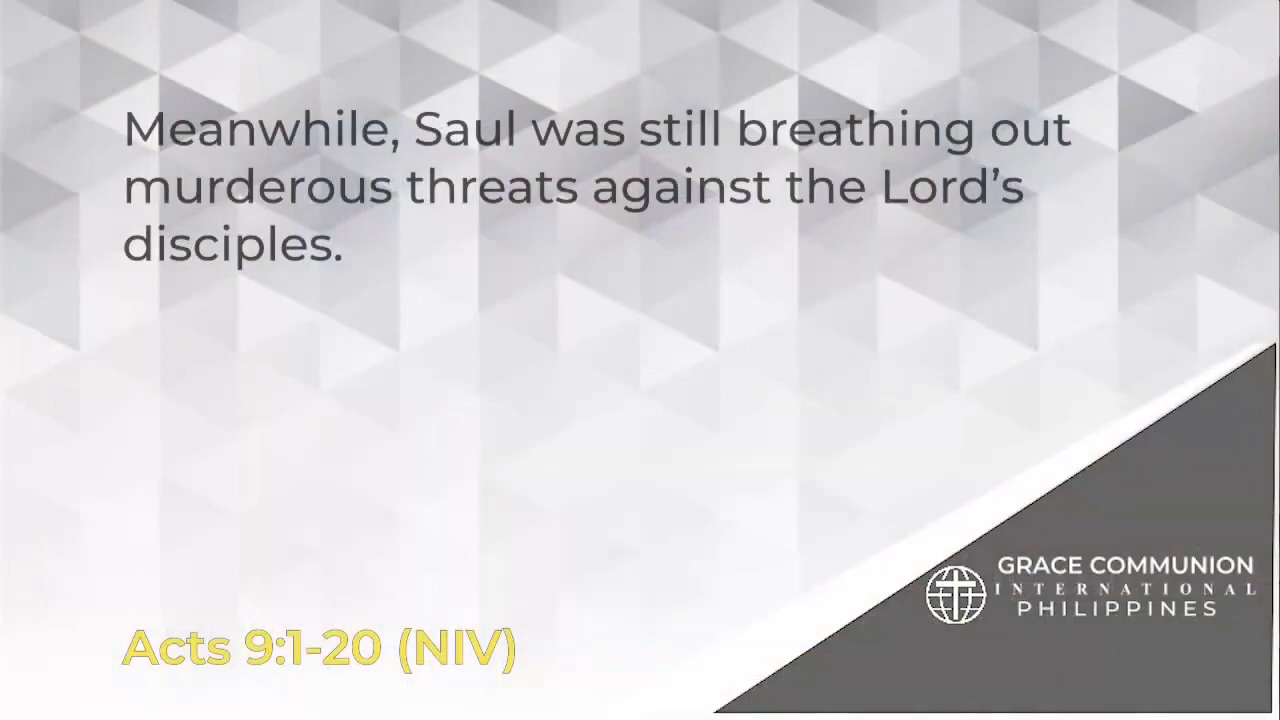 Meanwhile, Saul was still breathing out
murderous threats against the Lord’s
disciples.
GRACE COMMUNION
INTERNATIONAL
PHILIPPINES
Acts 9:1-20 (NIV)